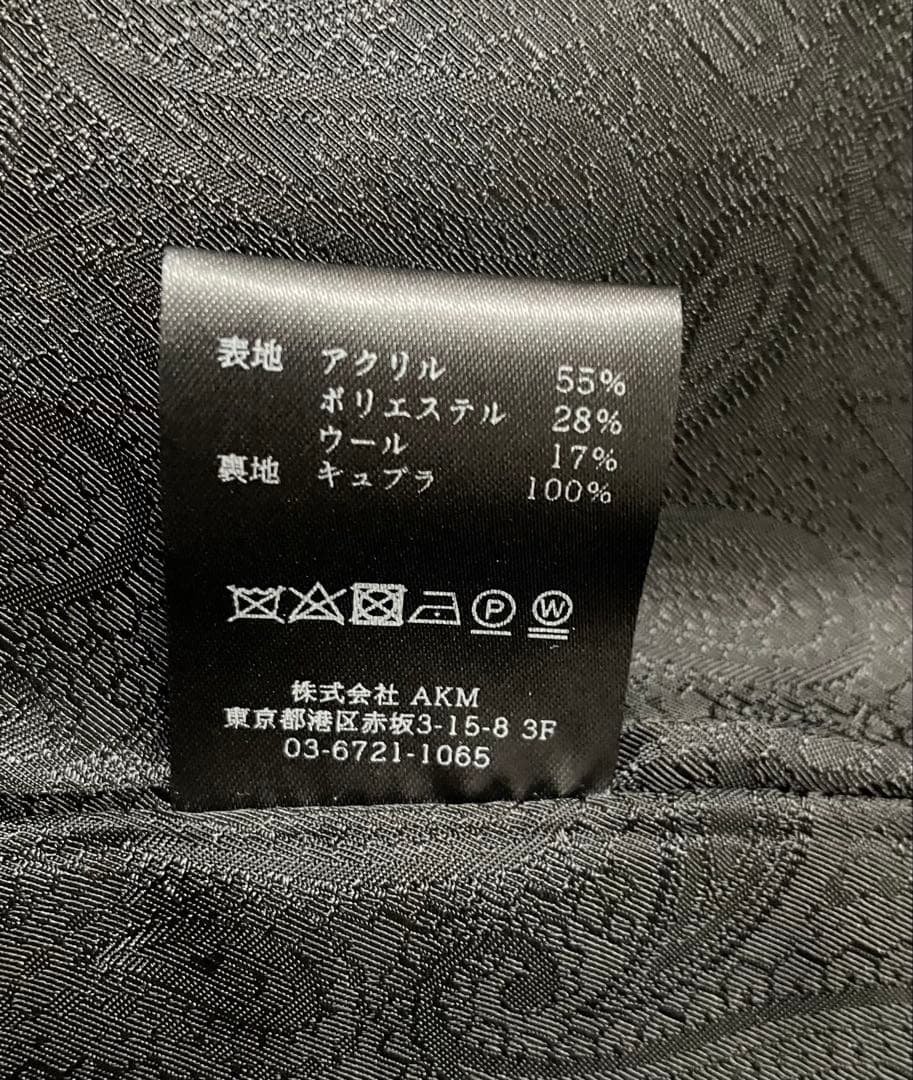 表地 アクリル 55%
ポリエステル 28%
ウール 17%
裏地 キュプラ 100%
P W
株式会社 AKM
東京都港区赤坂3-15-8 3F
03-6721-1065